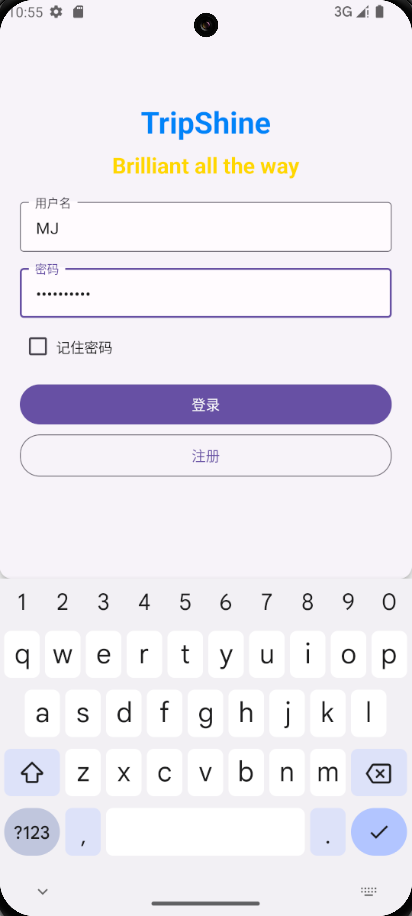 10:55
3G
TripShine
Brilliant all the way
用户名
MJ
密码
••••••••••
记住密码
登录
注册
1 2 3 4 5 6 7 8 9 0
q w e r t y u i o p
a s d f g h j k l
z x c v b n m
?123 , .